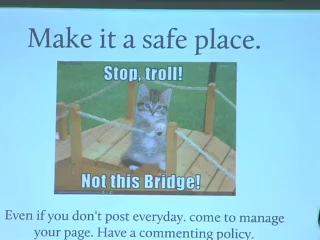 Make it a safe place.
Stop, troll!
Not this Bridge!
Even if you don't post everyday. come to manage
your page. Have a commenting policy.